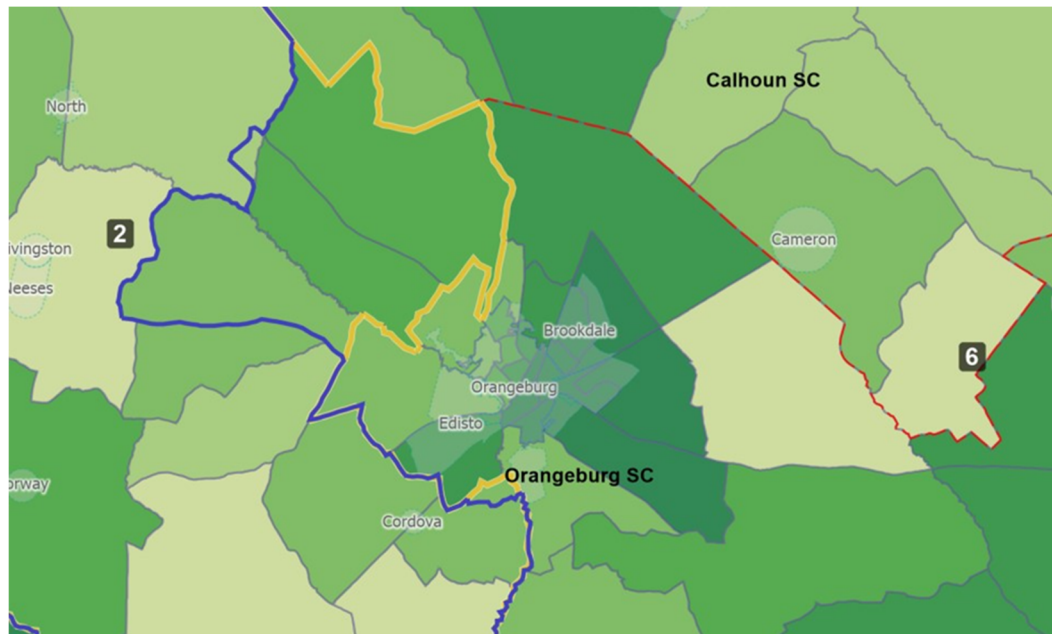 Calhoun SC
North
2
Cameron
ivingston
Neeses
Brookdale
6
Orangeburg
Edisto
Orangeburg SC
orway
Cordova